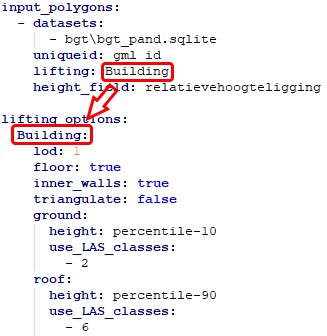 input_polygons:
  - datasets:
      - bgt\bgt_pand.sqlite
    uniqueid: gml_id
    lifting: Building
    height_field: relatievehoogteligging

lifting_options:
  Building:
    lod: 1
    floor: true
    inner_walls: true
    triangulate: false
    ground:
      height: percentile-10
      use_LAS_classes:
        - 2
    roof:
      height: percentile-90
      use_LAS_classes:
        - 6